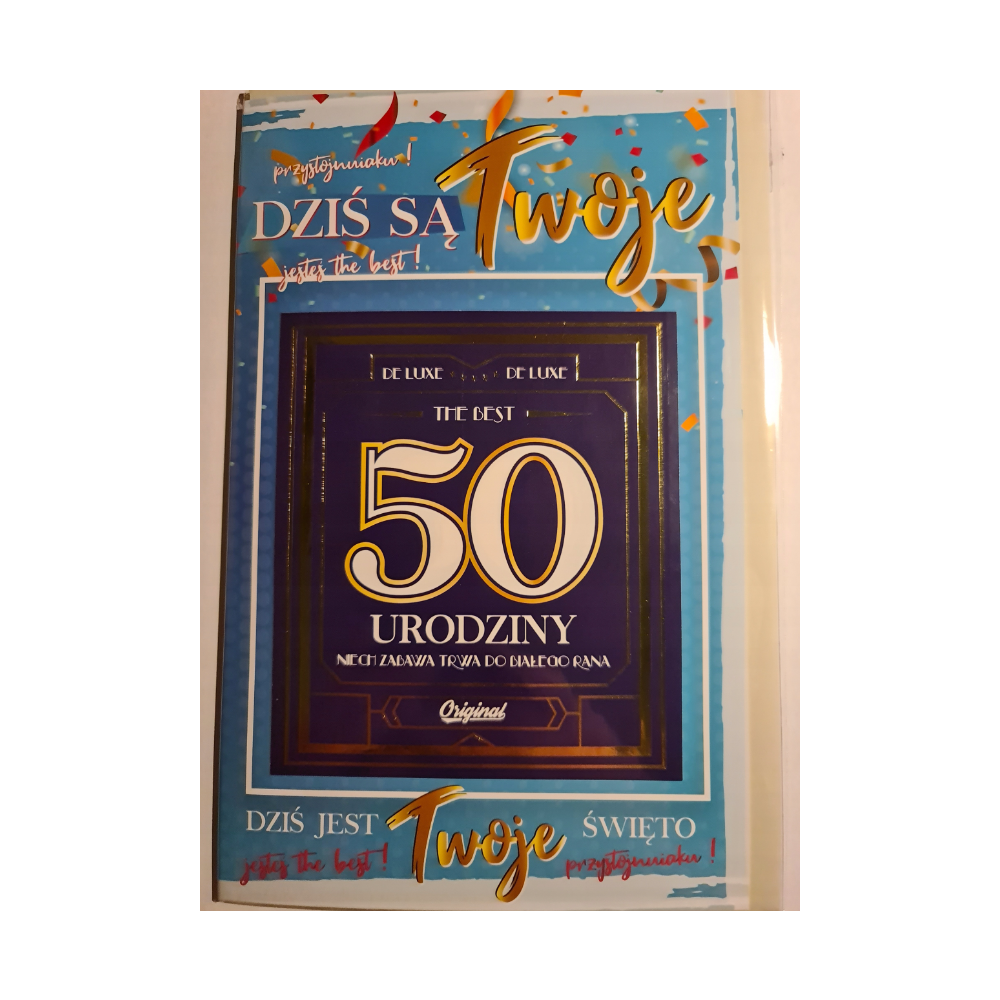 przystojniaku!
DZIŚ SĄ Twoje
jesteś the best!
DE LUXE DE LUXE
THE BEST
50
URODZINY
NIECH ZABAWA TRWA DO BIAŁEGO RANA
Original
DZIŚ JEST Twoje ŚWIĘTO
jesteś the best! przystojniaku!